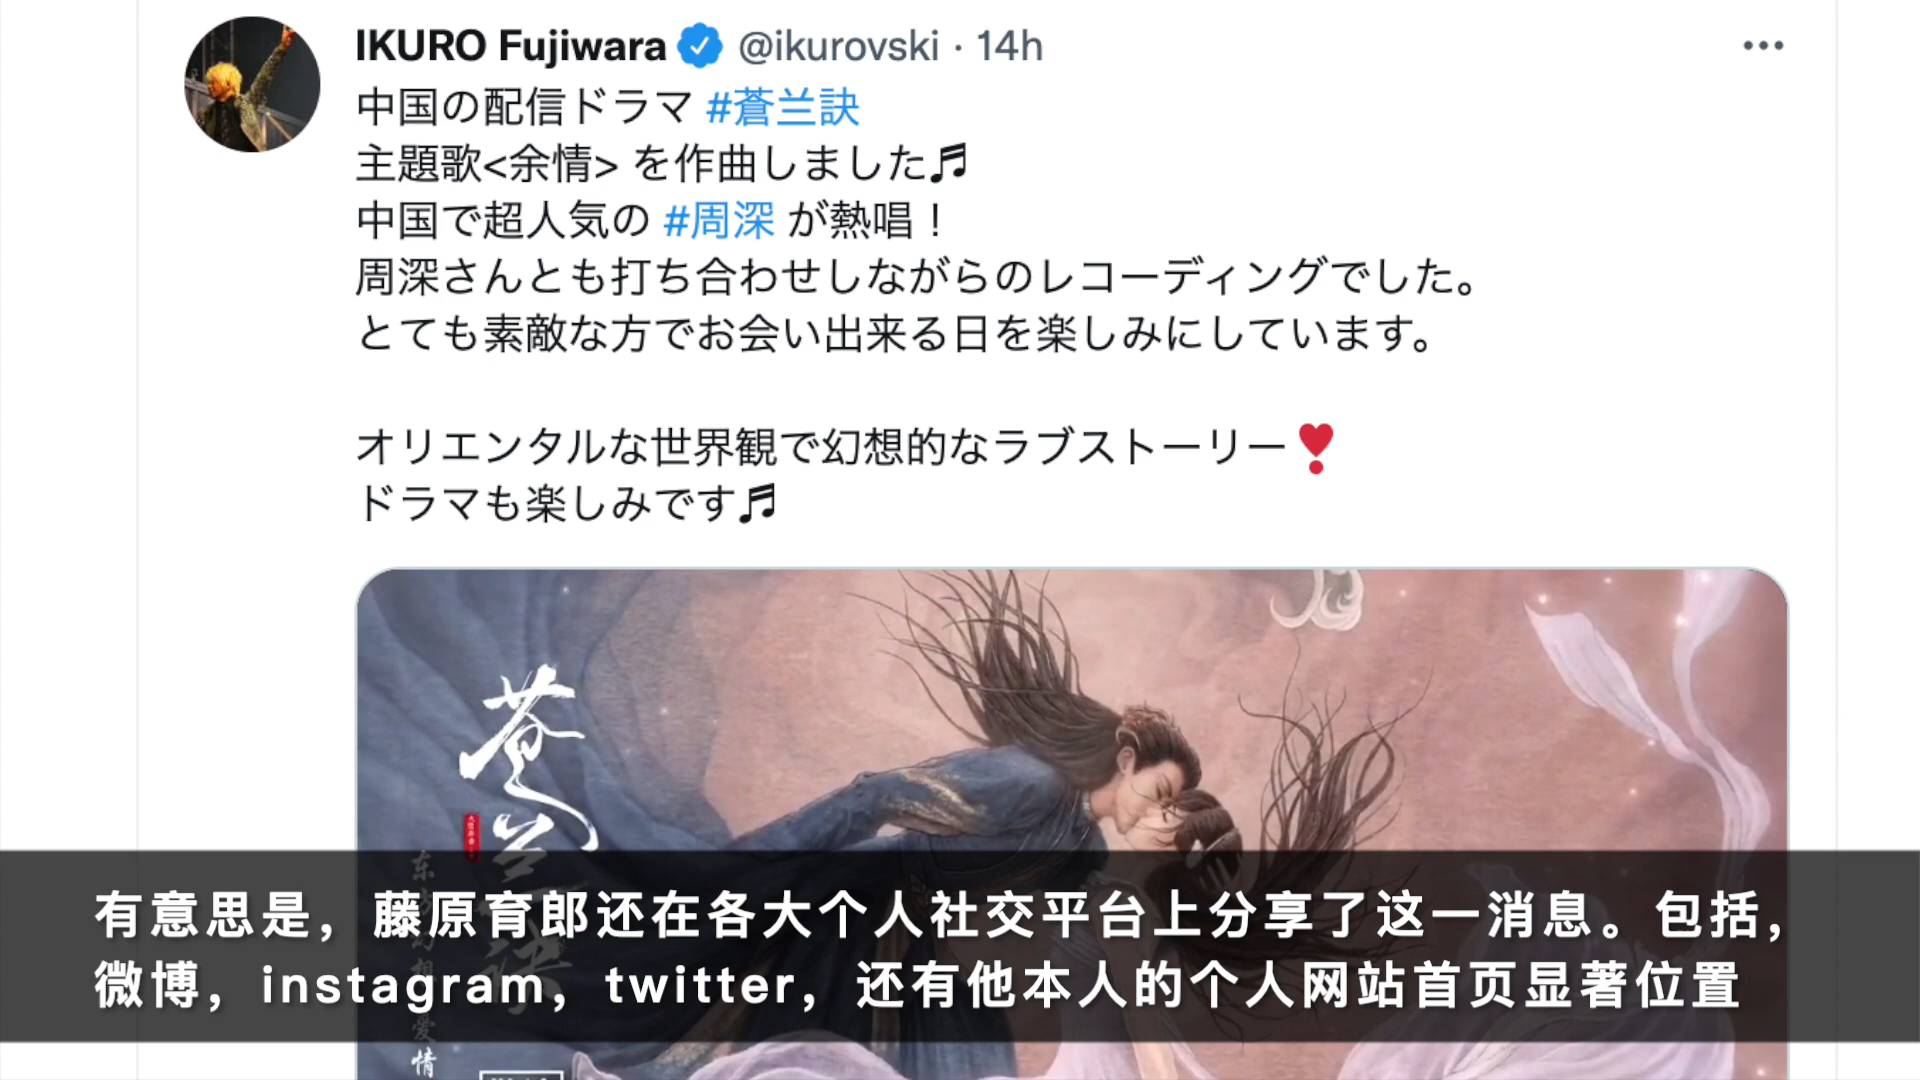 IKURO Fujiwara @ikurovski · 14h
中国の配信ドラマ #蒼兰訣
主題歌<余情> を作曲しました🎵
中国で超人気の #周深 が熱唱！
周深さんとも打ち合わせしながらのレコーディングでした。
とても素敵な方でお会い出来る日を楽しみにしています。
オリエンタルな世界観で幻想的なラブストーリー❣
ドラマも楽しみです🎵
苍兰诀
有意思是，藤原育郎还在各大个人社交平台上分享了这一消息。包括，
微博，instagram，twitter，还有他本人的个人网站首页显著位置